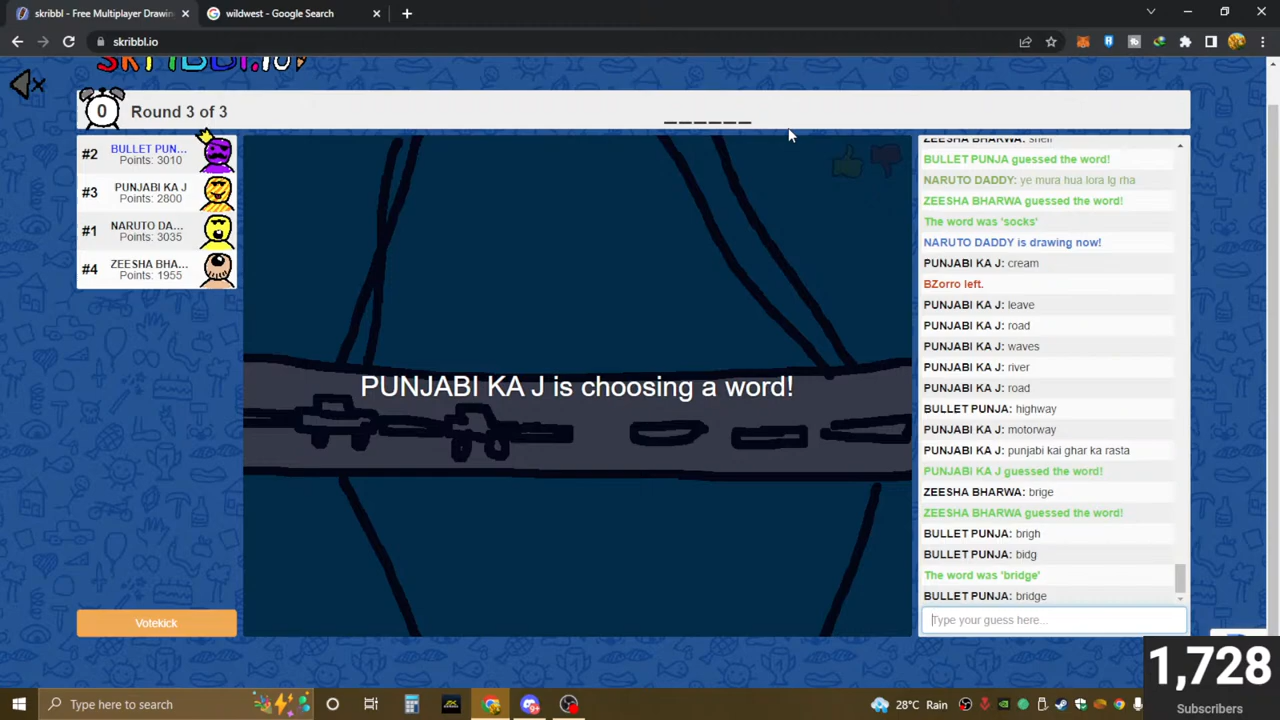 skribbl - Free Multiplayer Drawin
wildwest - Google Search
skribbl.io
skribbl.io
0
Round 3 of 3
______
#2
BULLET PUN...
Points: 3010
#3
PUNJABI KA J
Points: 2800
#1
NARUTO DA...
Points: 3035
#4
ZEESHA BHA...
Points: 1955
PUNJABI KA J is choosing a word!
ZEESHA BHARWA: shell
BULLET PUNJA guessed the word!
NARUTO DADDY: ye mura hua lora lg rha
ZEESHA BHARWA guessed the word!
The word was 'socks'
NARUTO DADDY is drawing now!
PUNJABI KA J: cream
BZorro left.
PUNJABI KA J: leave
PUNJABI KA J: road
PUNJABI KA J: waves
PUNJABI KA J: river
PUNJABI KA J: road
BULLET PUNJA: highway
PUNJABI KA J: motorway
PUNJABI KA J: punjabi kai ghar ka rasta
PUNJABI KA J guessed the word!
ZEESHA BHARWA: brige
ZEESHA BHARWA guessed the word!
BULLET PUNJA: brigh
BULLET PUNJA: bidg
The word was 'bridge'
BULLET PUNJA: bridge
Type your guess here...
Votekick
1,728
Subscribers
Type here to search
28°C Rain